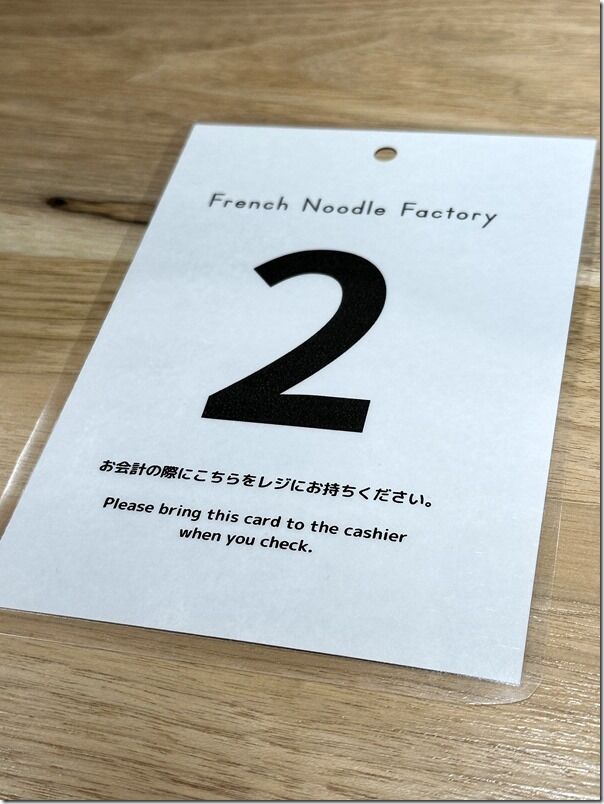 French Noodle Factory
2
お会計の際にこちらをレジにお持ちください。
Please bring this card to the cashier
when you check.